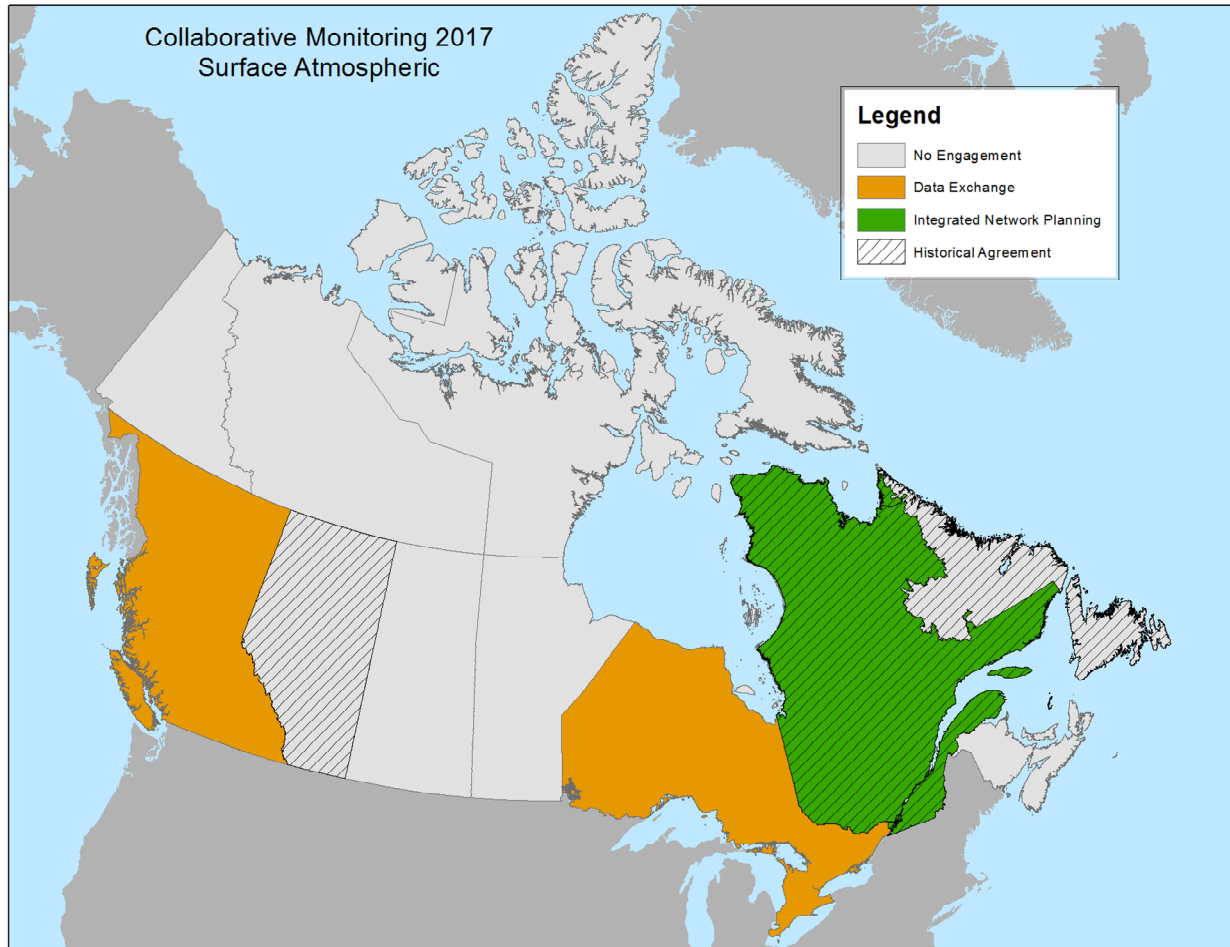 Collaborative Monitoring 2017
Surface Atmospheric
Legend
No Engagement
Data Exchange
Integrated Network Planning
Historical Agreement